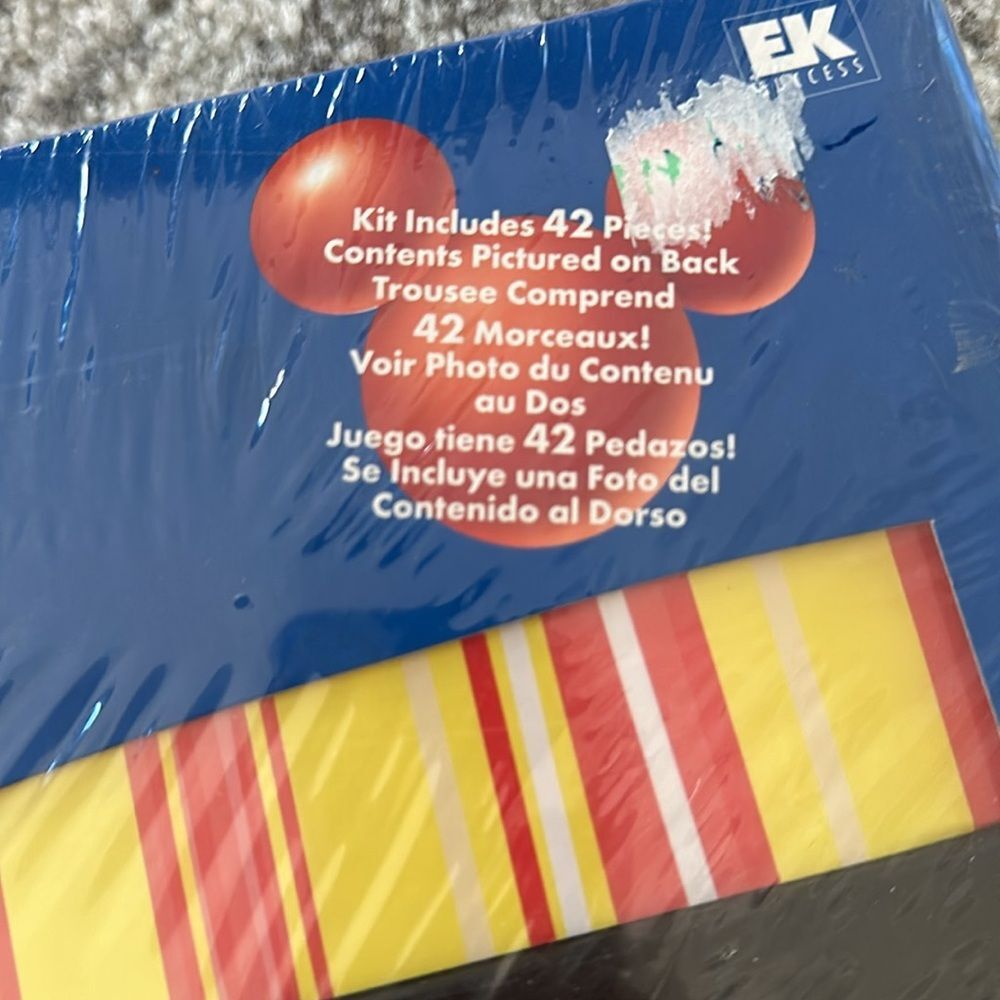 EK
Kit Includes 42 Pieces!
Contents Pictured on Back
Trousee Comprend
42 Morceaux!
Voir Photo du Contenu
au Dos
Juego tiene 42 Pedazos!
Se Incluye una Foto del
Contenido al Dorso